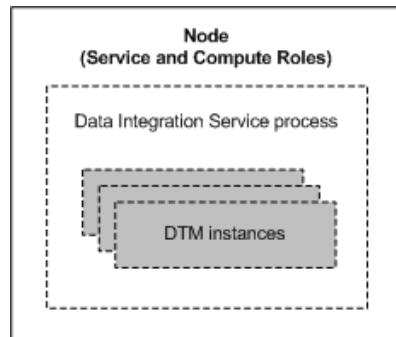 Node
(Service and Compute Roles)
Data Integration Service process
DTM instances